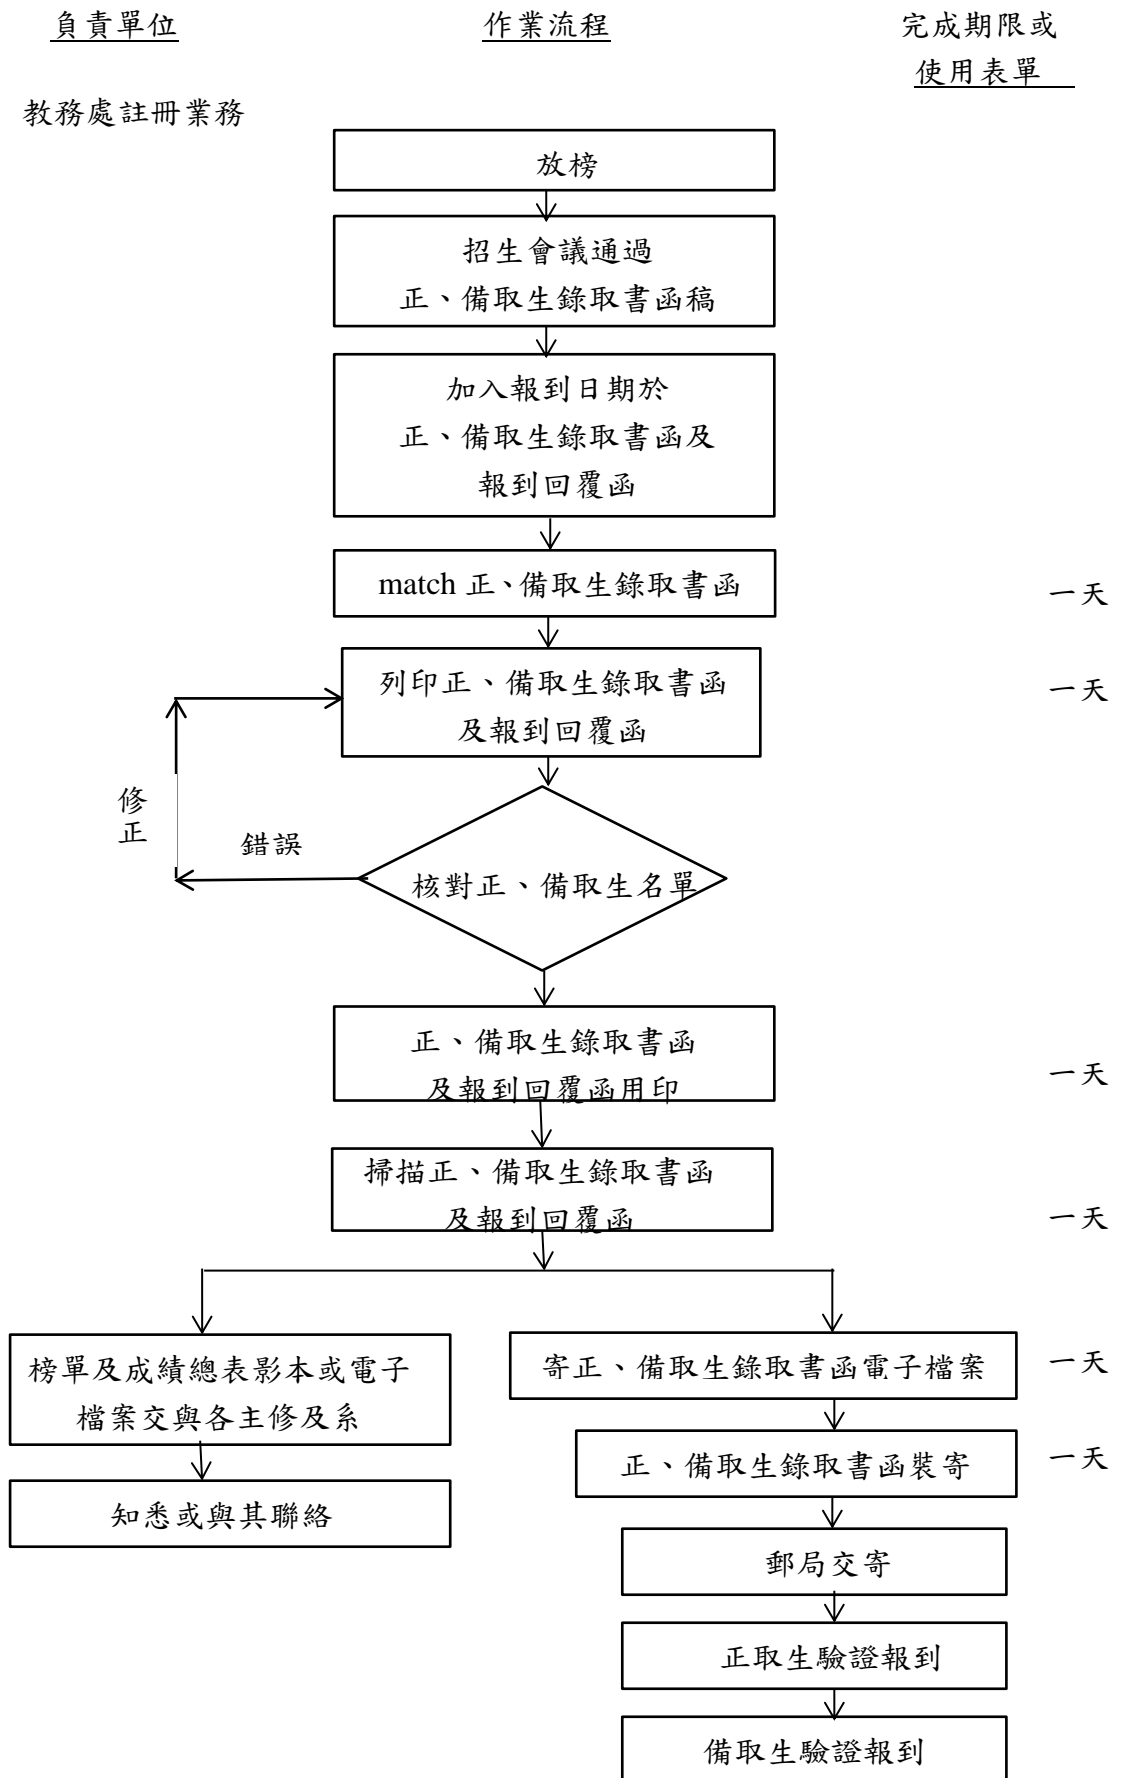 負責單位
作業流程
完成期限或
使用表單
教務處註冊業務
放榜
招生會議通過
正、備取生錄取書函稿
加入報到日期於
正、備取生錄取書函及
報到回覆函
match 正、備取生錄取書函
一天
列印正、備取生錄取書函
及報到回覆函
一天
修正
錯誤
核對正、備取生名單
正、備取生錄取書函
及報到回覆函用印
一天
掃描正、備取生錄取書函
及報到回覆函
一天
榜單及成績總表影本或電子
檔案交與各主修及系
知悉或與其聯絡
寄正、備取生錄取書函電子檔案
一天
正、備取生錄取書函裝寄
一天
郵局交寄
正取生驗證報到
備取生驗證報到